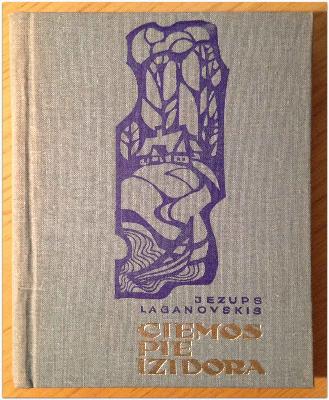 JEZUPS
LAGANOVSKIS
CIEMOS
PIE
IZIDORA